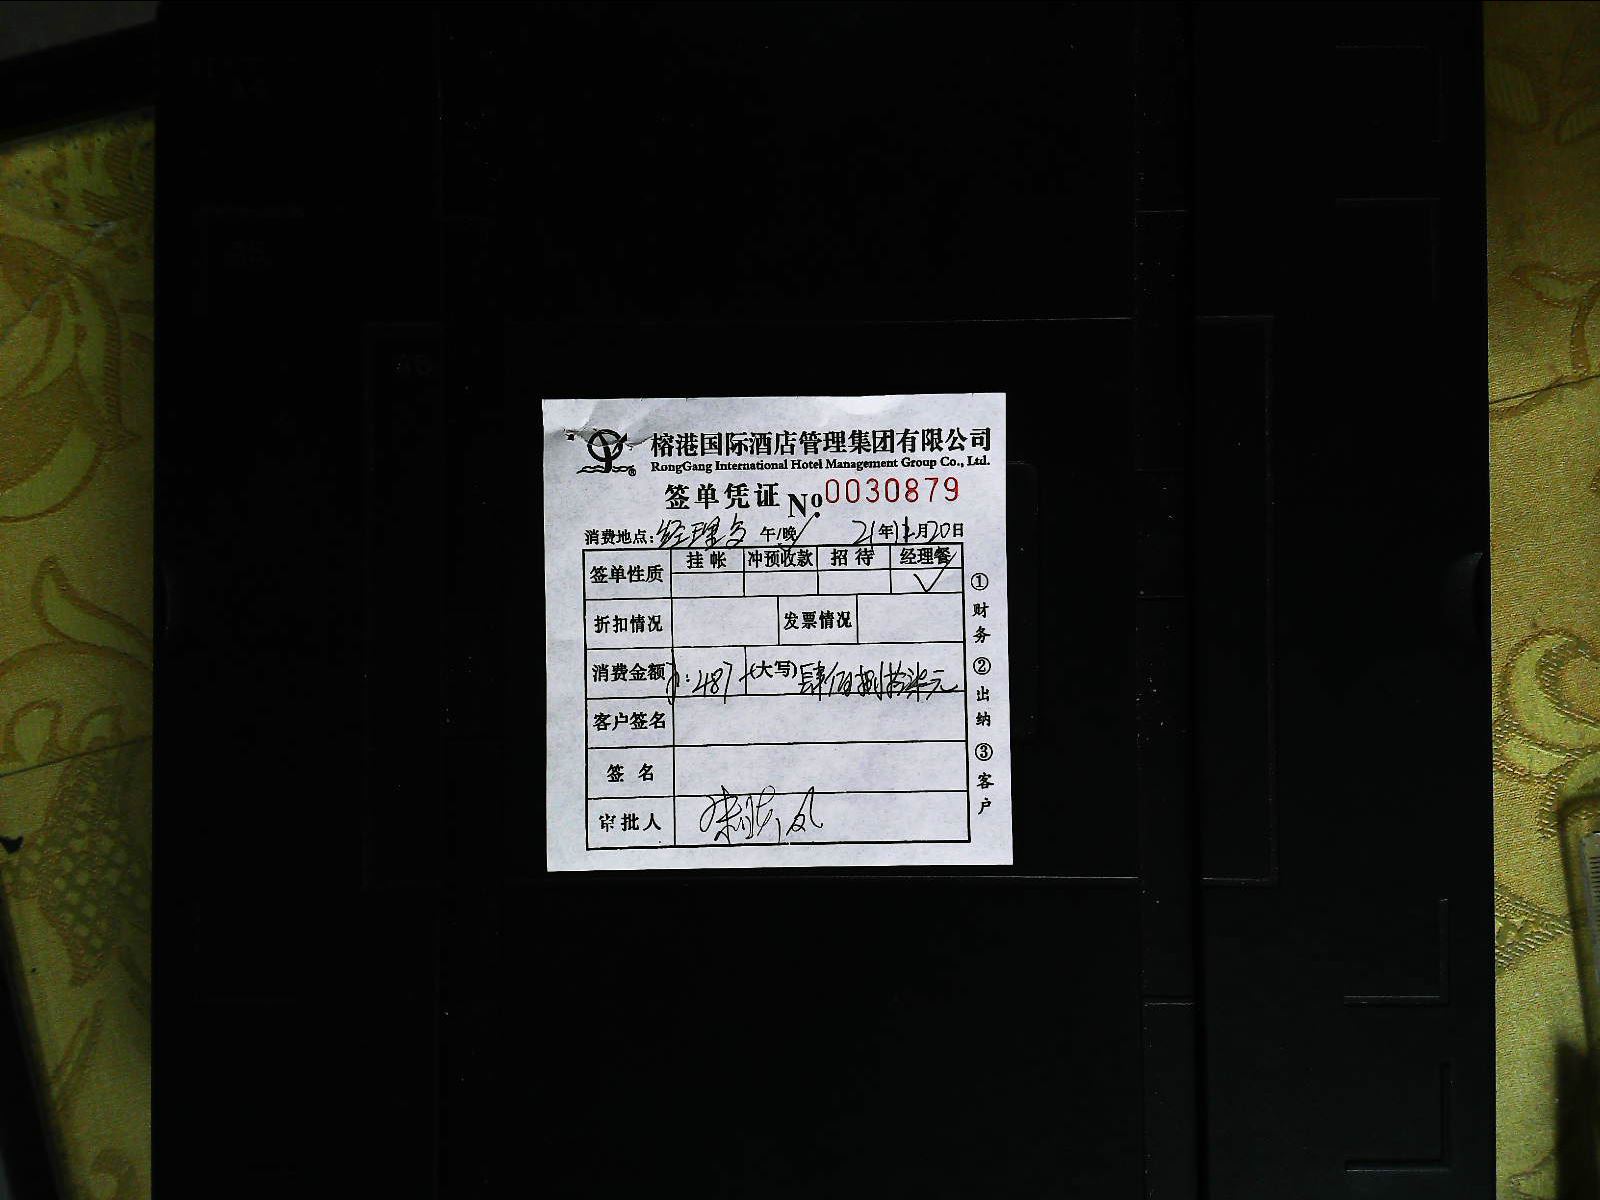 榕港国际酒店管理集团有限公司
RongGang International Hotel Management Group Co., Ltd.
签单凭证 No. 0030879
消费地点: 经理 午/晚 21年12月20日
签单性质 挂帐 冲预收款 招待 经理餐
✓
折扣情况 发票情况
消费金额 487 (大写) 肆佰捌拾柒元
客户签名
签名
审批人
①财务 ②出纳 ③客户